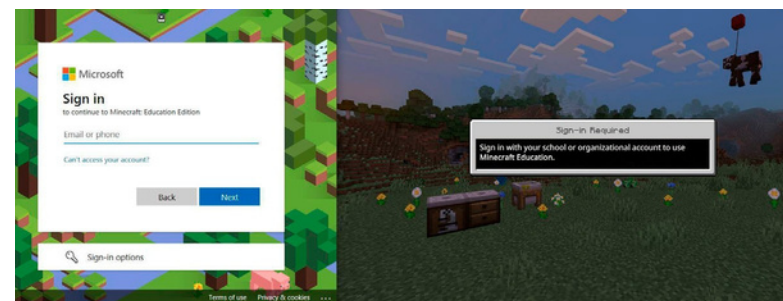 Microsoft
Sign in
to continue to Minecraft: Education Edition
Email or phone
Can't access your account?
Back
Next
Sign-in options
Terms of use
Privacy & cookies
...
Sign-in Required
Sign in with your school or organizational account to use
Minecraft Education.